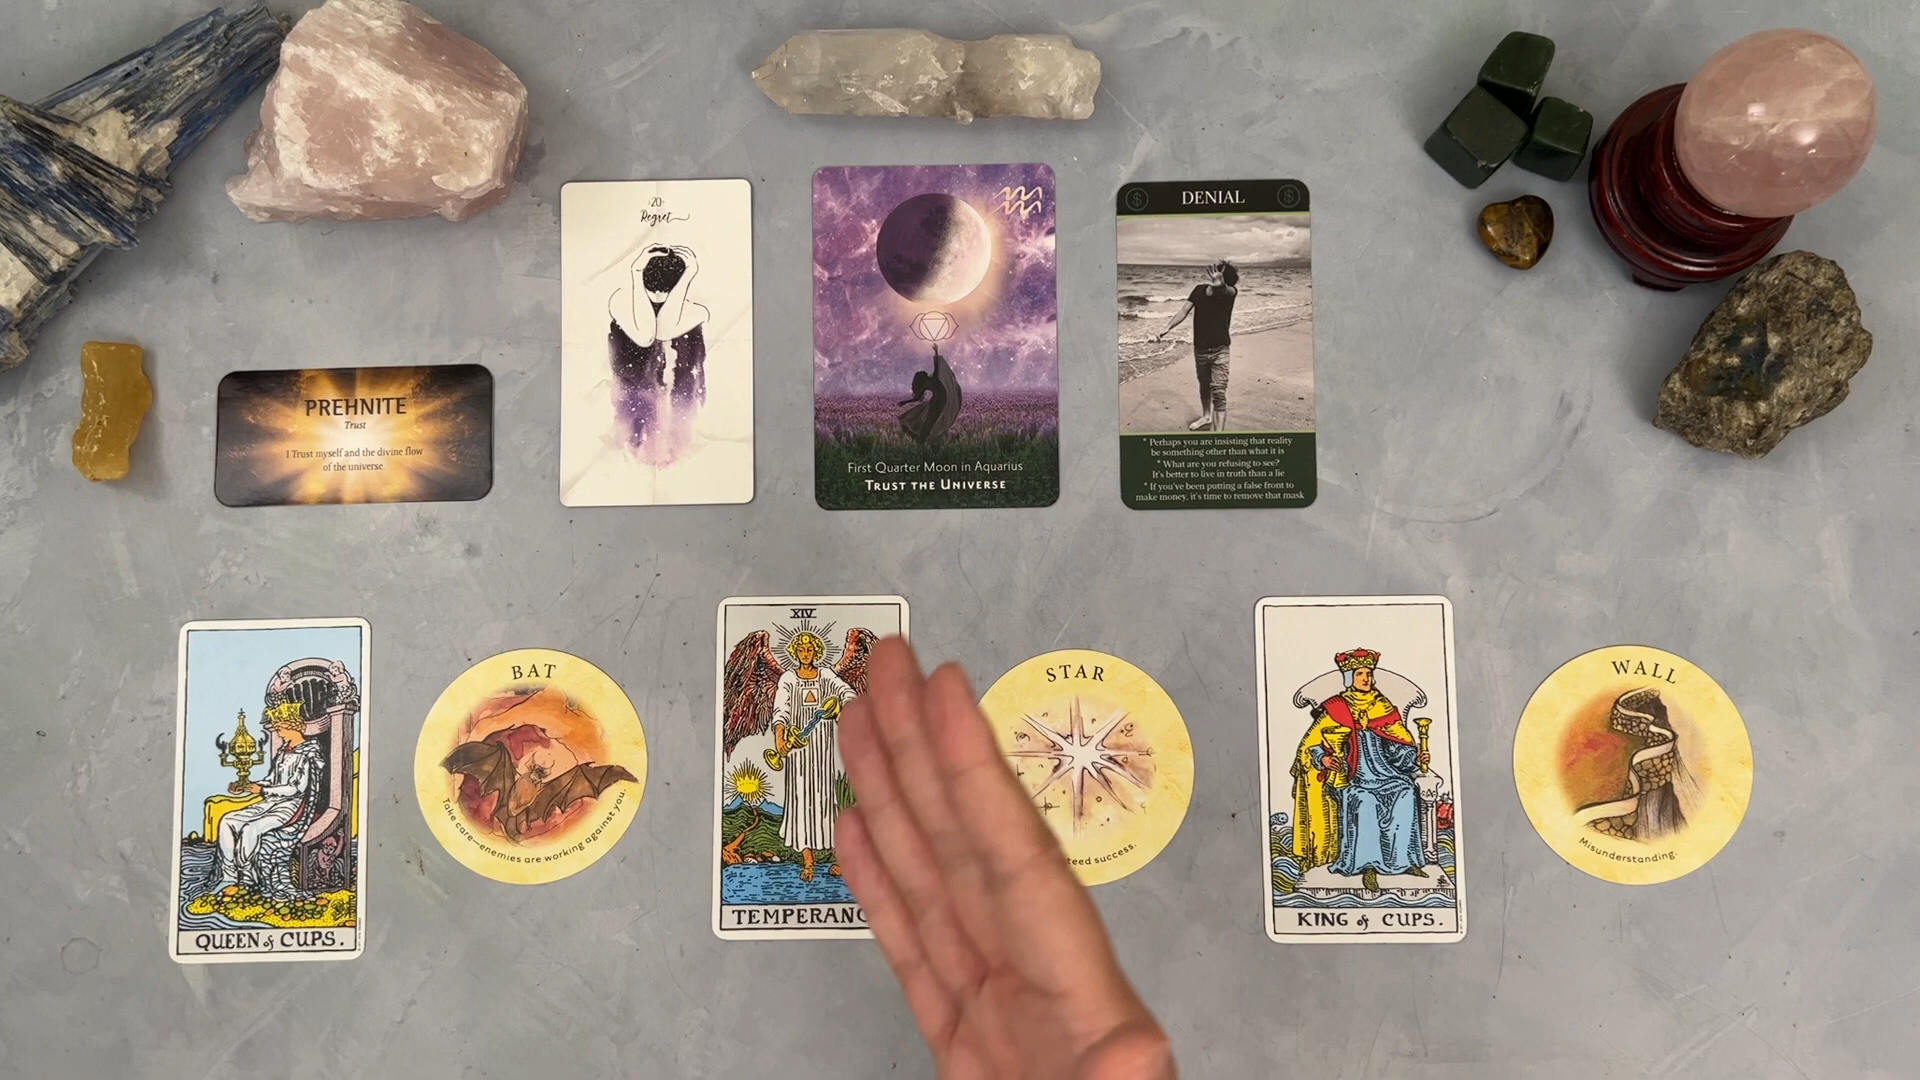 PREHNITE
Trust
I Trust myself and the divine flow
of the universe.
20
Regret
First Quarter Moon in Aquarius
TRUST THE UNIVERSE
DENIAL
* Perhaps you are insisting that reality
be something other than what it is
* What are you refusing to see?
It's better to live in truth than a lie
* If you've been putting a false front to
make money, it's time to remove that mask
QUEEN of CUPS.
BAT
Take care—enemies are working against you.
XIV
TEMPERANC
STAR
teed success.
KING of CUPS.
WALL
Misunderstanding.